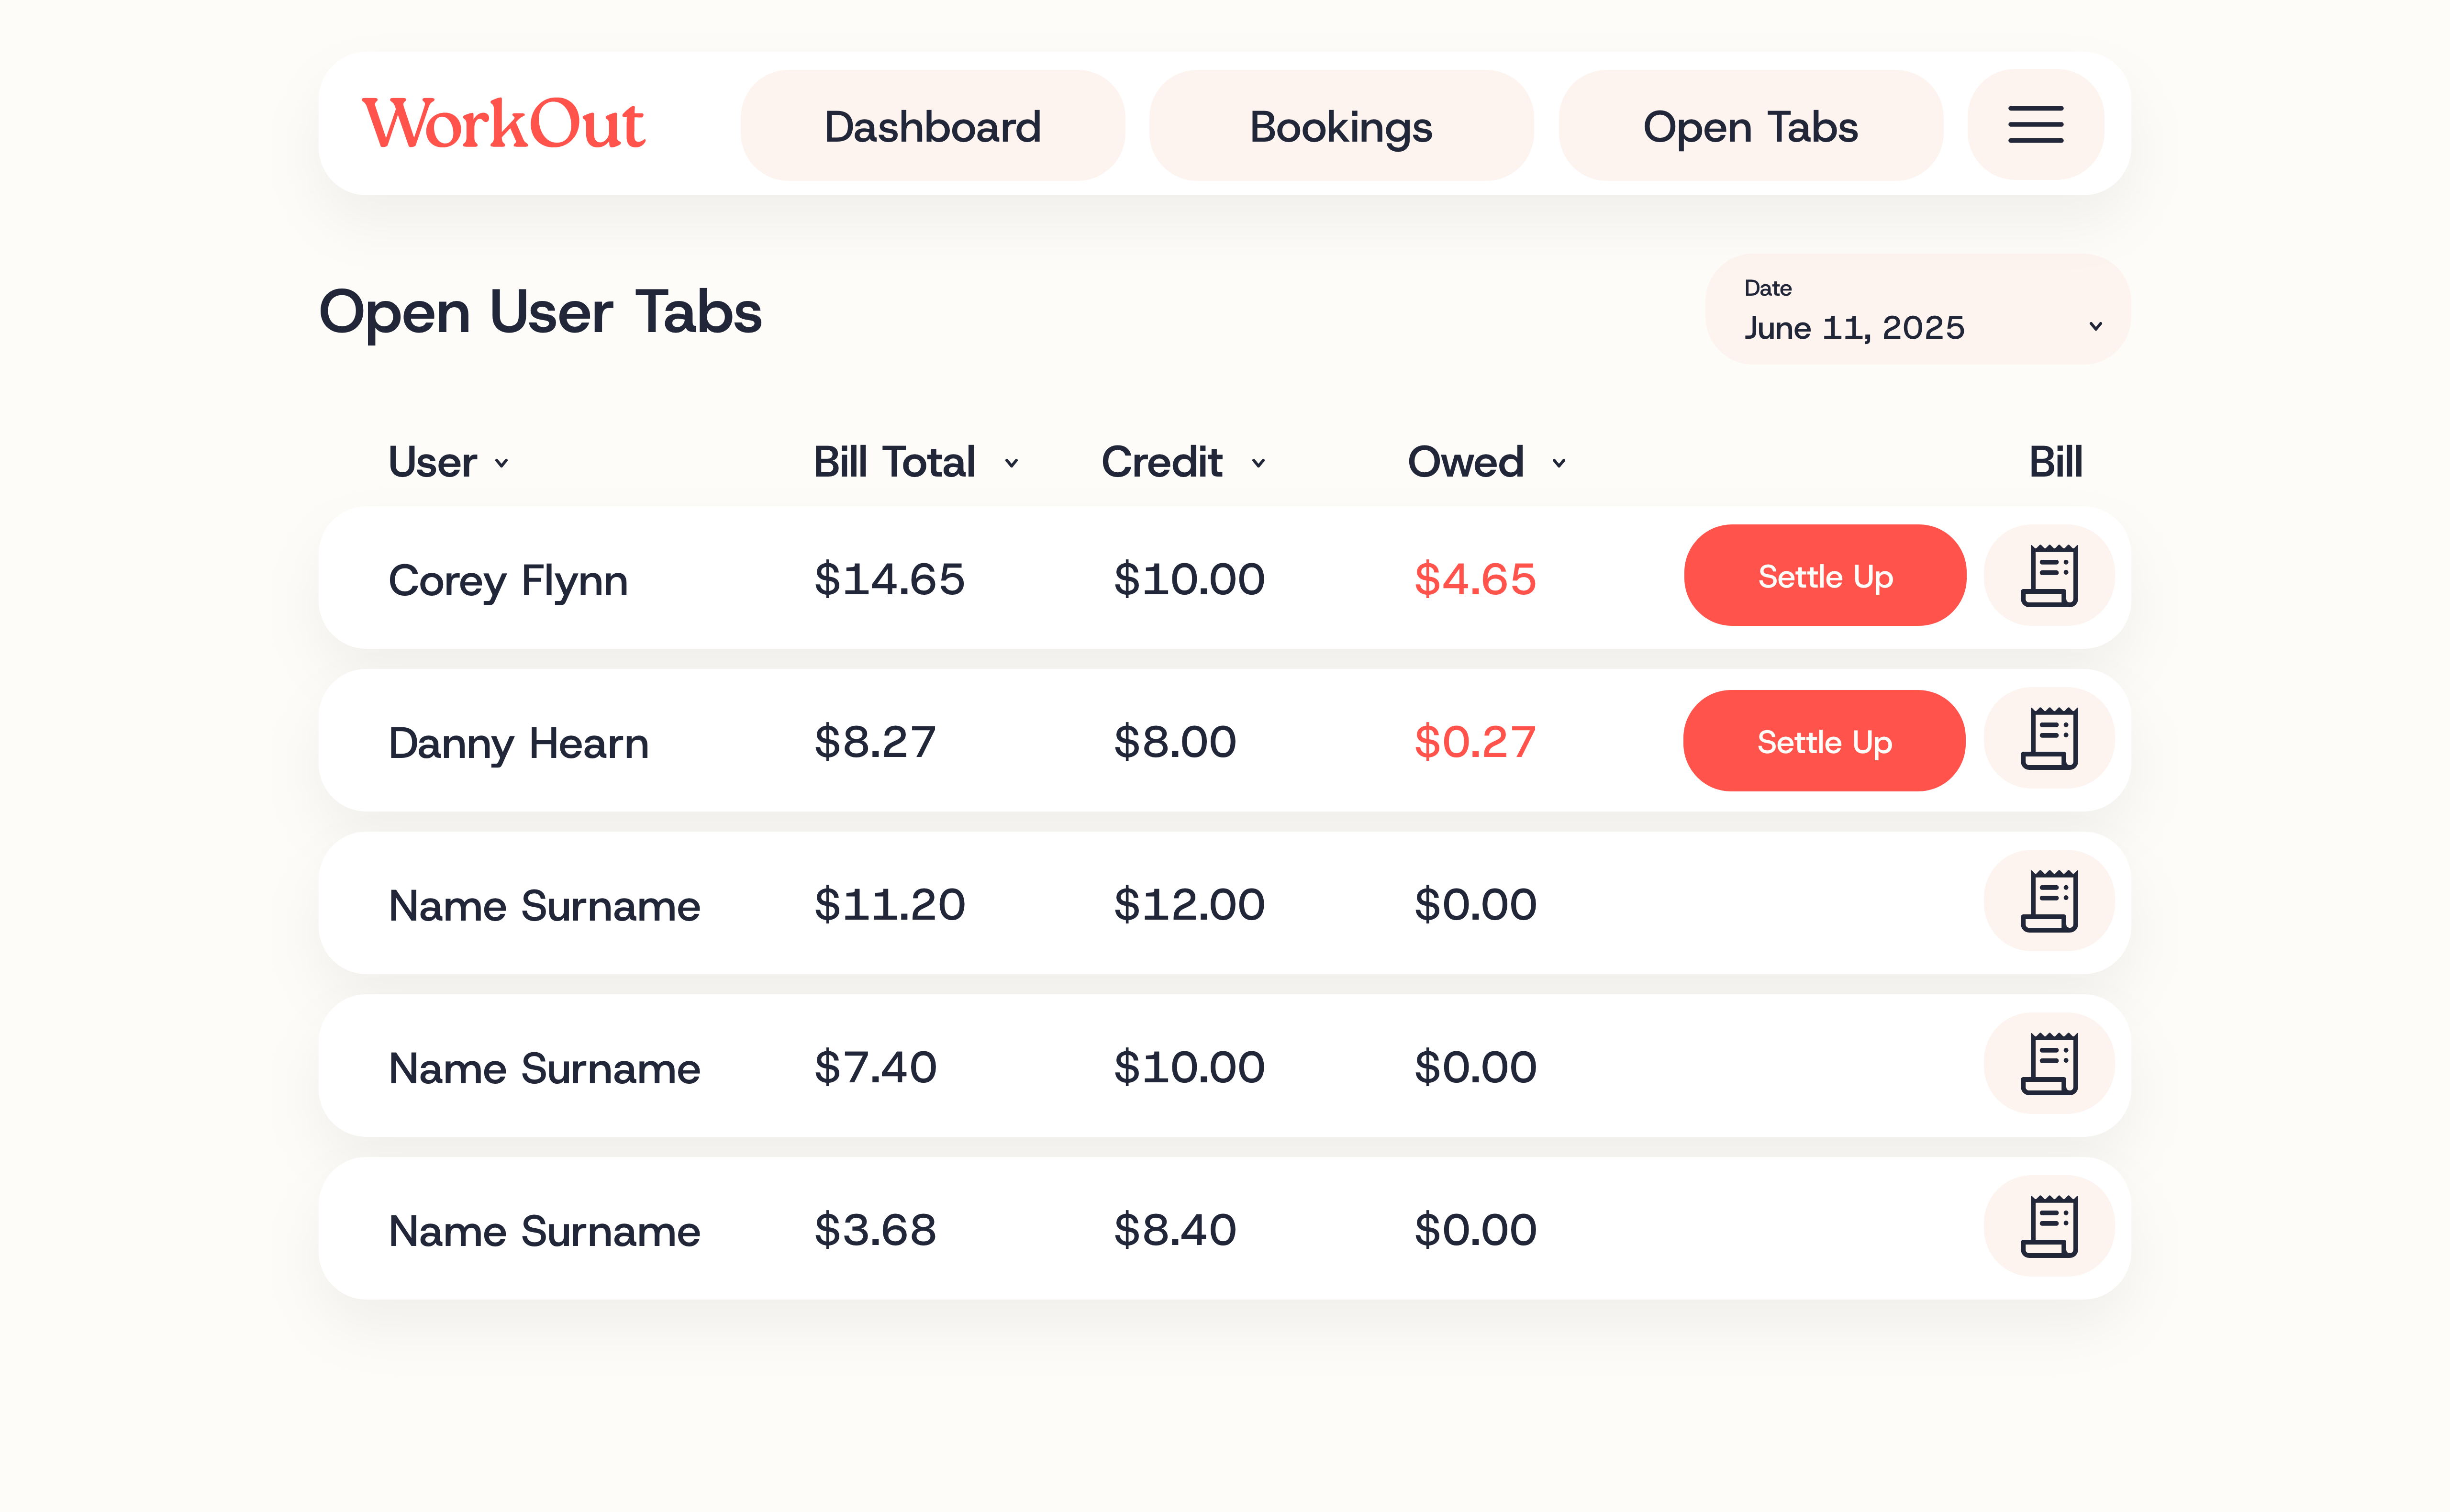 WorkOut Dashboard Bookings Open Tabs
Open User Tabs
Date
June 11, 2025
User Bill Total Credit Owed Bill
Corey Flynn $14.65 $10.00 $4.65 Settle Up
Danny Hearn $8.27 $8.00 $0.27 Settle Up
Name Surname $11.20 $12.00 $0.00
Name Surname $7.40 $10.00 $0.00
Name Surname $3.68 $8.40 $0.00